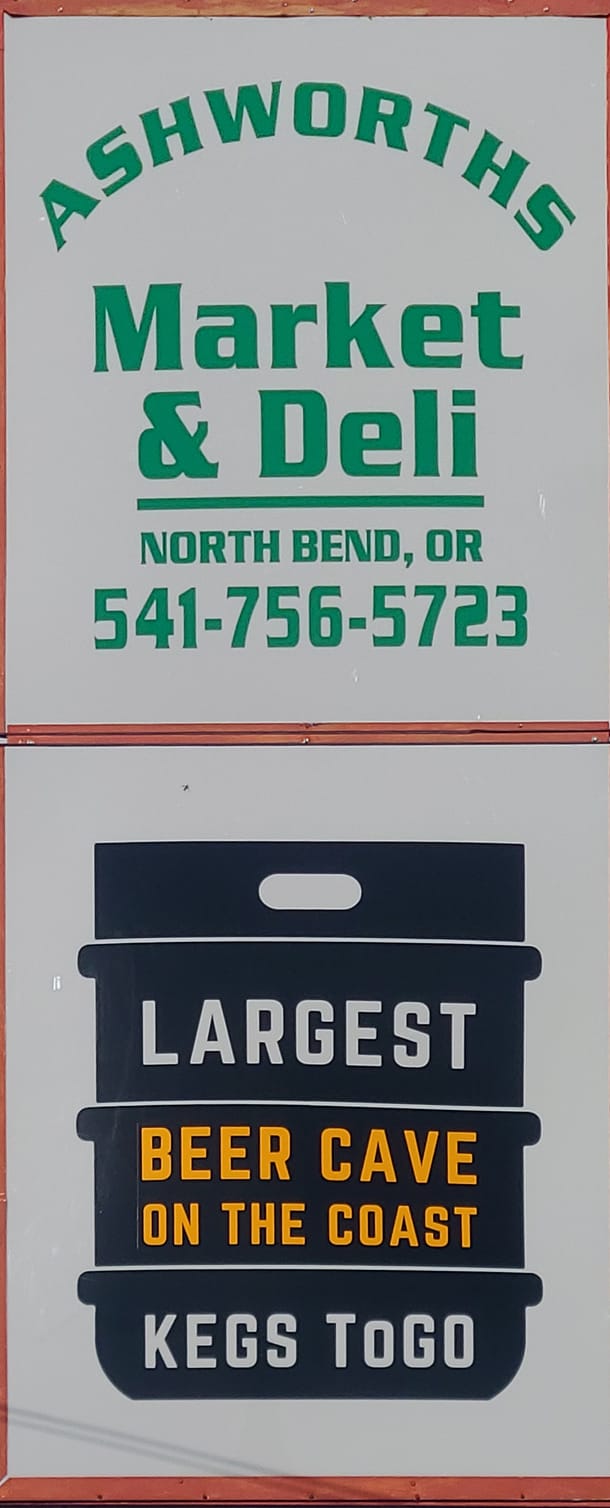 ASHWORTHS
Market
& Deli
NORTH BEND, OR
541-756-5723
LARGEST
BEER CAVE
ON THE COAST
KEGS ToGO